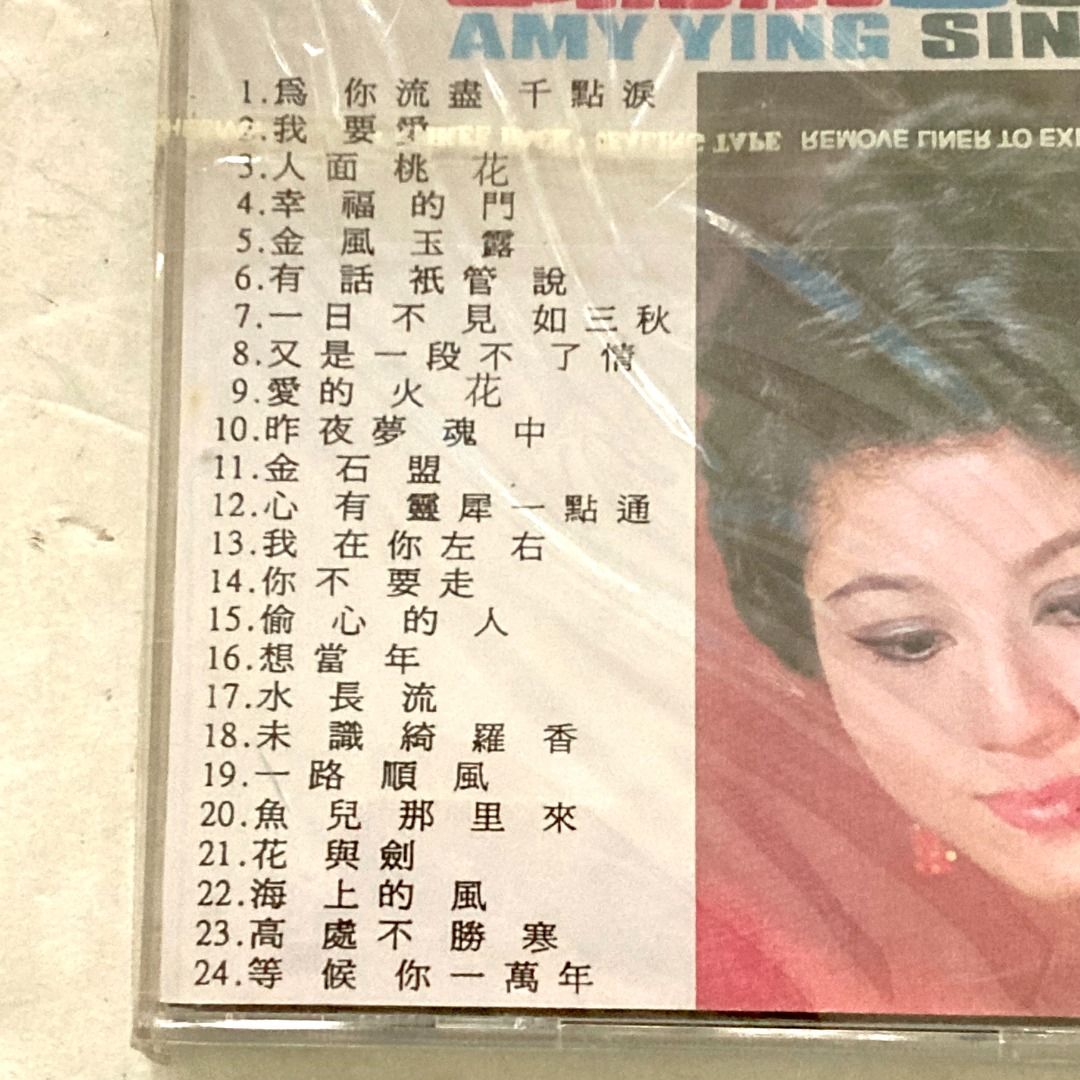 AMY YING SIN
1.爲你流盡千點淚
2.我要愛
TAPE REMOVE LINER TO EX
3.人面桃花
4.幸福的門
5.金風玉露
6.有話祇管說
7.一日不見如三秋
8.又是一段不了情
9.愛的火花
10.昨夜夢魂中
11.金石盟
12.心有靈犀一點通
13.我在你左右
14.你不要走
15.偷心的人
16.想當年
17.水長流
18.未識綺羅香
19.一路順風
20.魚兒那里來
21.花與劍
22.海上的風
23.高處不勝寒
24.等候你一萬年